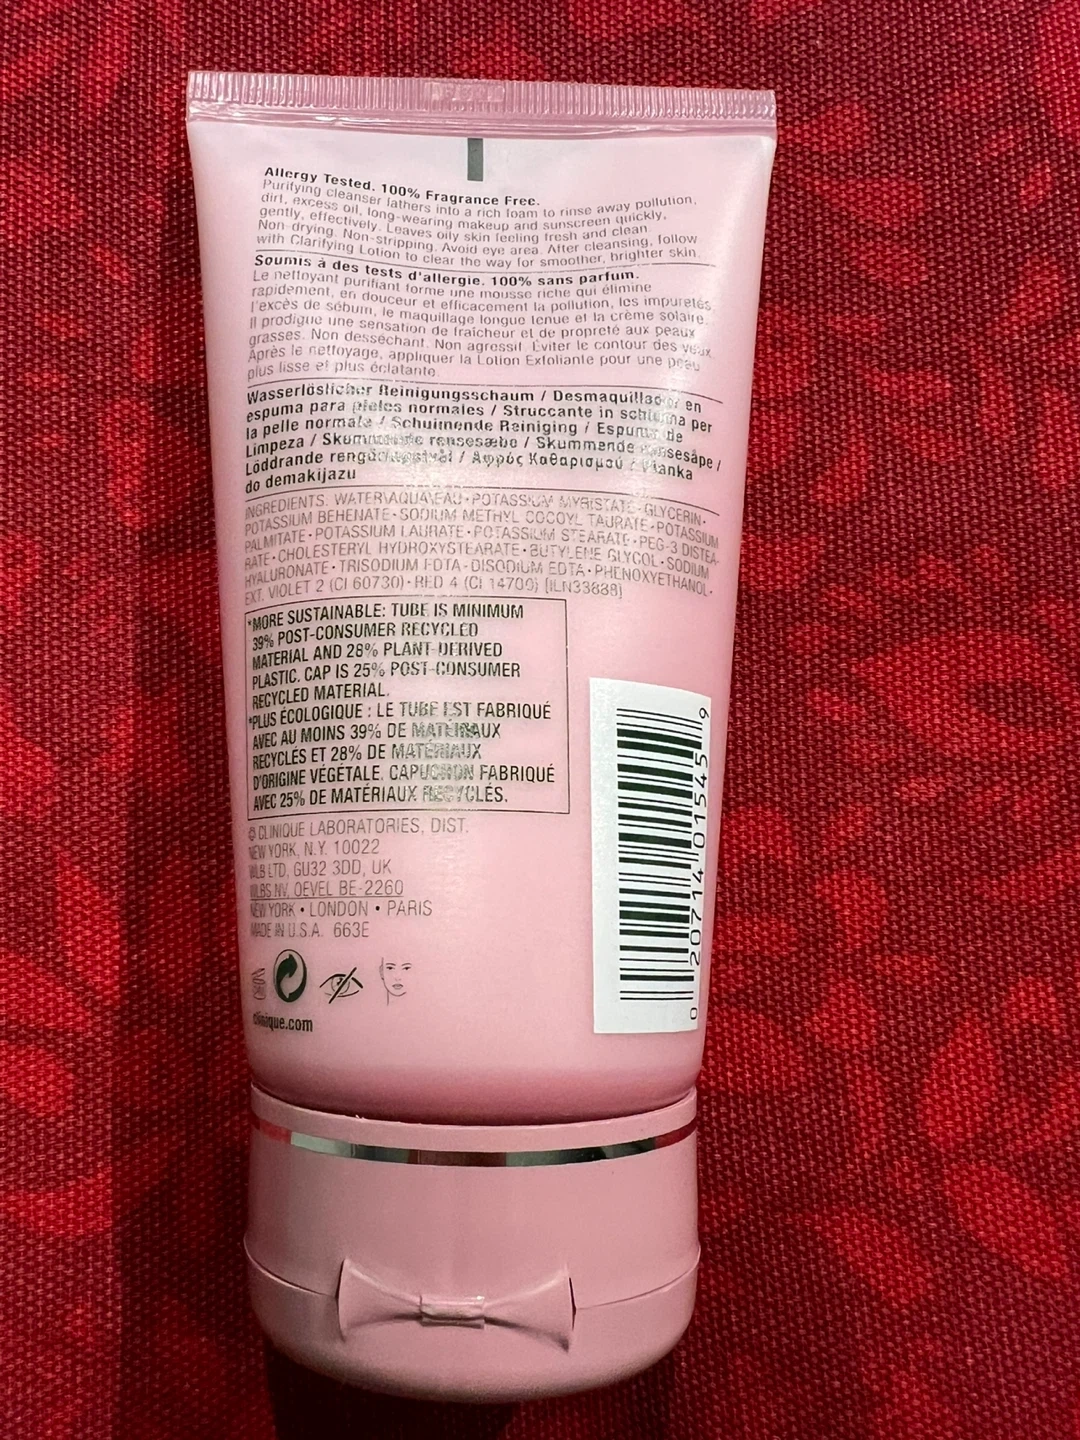 Allergy Tested. 100% Fragrance Free.
Purifying cleanser lathers into a rich foam to rinse away pollution,
dirt, excess oil, long-wearing makeup and sunscreen quickly,
gently, effectively. Leaves oily skin feeling fresh and clean
Non-drying. Non-stripping. Avoid eye area. After cleansing, follow
with Clarifying Lotion to clear the way for smoother, brighter skin.
Soumis à des tests d'allergie. 100% sans parfum.
Le nettoyant purifiant forme une mousse riche qui élimine
rapidement, en douceur et efficacement la pollution, les impuretés,
l'excès de sébum, le maquillage longue tenue et la crème solaire.
Il prodigue une sensation de fraîcheur et de propreté aux peaux
grasses. Non desséchant. Non agressif. Éviter le contour des yeux.
Après le nettoyage, appliquer la Lotion Exfoliante pour une peau
plus lisse et plus éclatante.
Wasserlöslicher Reinigungsschaum / Desmaquillador en
espuma para pieles normales / Struccante in schiuma per
la pelle normale / Schuimende Reiniging / Espuma de
Limpeza / Skummende rensesæbe / Skummende rensesåpe /
Löddrande rengöringstvål / Αφρός Καθαρισμού / Pianka
do demakijażu
INGREDIENTS: WATER\AQUA\EAU • POTASSIUM MYRISTATE • GLYCERIN •
POTASSIUM BEHENATE • SODIUM METHYL COCOYL TAURATE • POTASSIUM
PALMITATE • POTASSIUM LAURATE • POTASSIUM STEARATE • PEG-3 DISTEA-
RATE • CHOLESTERYL HYDROXYSTEARATE • BUTYLENE GLYCOL • SODIUM
HYALURONATE • TRISODIUM EDTA • DISODIUM EDTA • PHENOXYETHANOL •
EXT. VIOLET 2 (CI 60730) • RED 4 (CI 14700) [ILN33888]
*MORE SUSTAINABLE: TUBE IS MINIMUM
39% POST-CONSUMER RECYCLED
MATERIAL AND 28% PLANT-DERIVED
PLASTIC. CAP IS 25% POST-CONSUMER
RECYCLED MATERIAL.
*PLUS ÉCOLOGIQUE : LE TUBE EST FABRIQUÉ
AVEC AU MOINS 39% DE MATÉRIAUX
RECYCLÉS ET 28% DE MATÉRIAUX
D'ORIGINE VÉGÉTALE. CAPUCHON FABRIQUÉ
AVEC 25% DE MATÉRIAUX RECYCLÉS.
© CLINIQUE LABORATORIES, DIST.
NEW YORK, N.Y. 10022
WLB LTD, GU32 3DD, UK
WLBS NV, OEVEL BE-2260
NEW YORK • LONDON • PARIS
MADE IN U.S.A. 663E
clinique.com
0 20714 01545 9